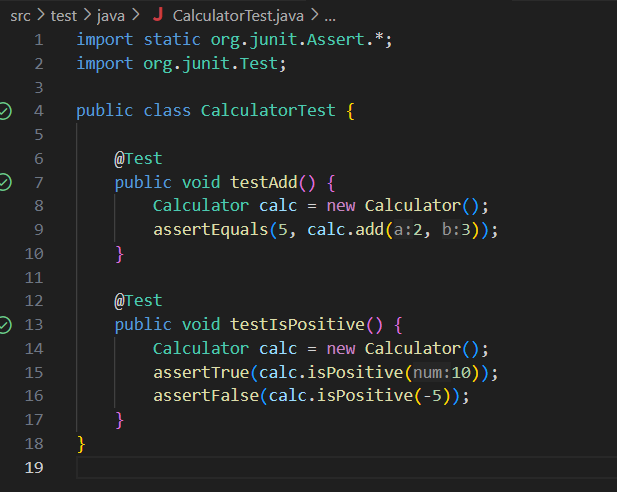 src > test > java > J CalculatorTest.java > ...
1 import static org.junit.Assert.*;
2 import org.junit.Test;
3
4 public class CalculatorTest {
5
6     @Test
7     public void testAdd() {
8         Calculator calc = new Calculator();
9         assertEquals(5, calc.add(a:2, b:3));
10     }
11
12     @Test
13     public void testIsPositive() {
14         Calculator calc = new Calculator();
15         assertTrue(calc.isPositive(num:10));
16         assertFalse(calc.isPositive(-5));
17     }
18 }
19